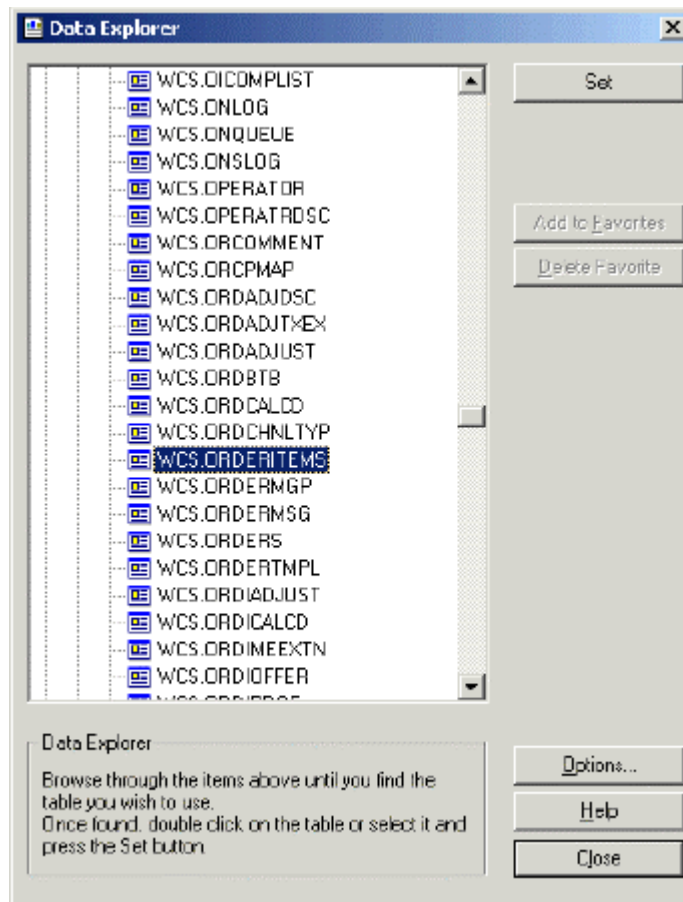 Data Explorer
WCS.OICOMPLIST
Set
WCS.ONLOG
WCS.ONQUEUE
WCS.ONSLOG
WCS.OPERATOR
WCS.OPERATRDSC
Add to Favorites
WCS.ORCOMMENT
WCS.ORCPMAP
Delete Favorite
WCS.ORDADJDSC
WCS.ORDADJTXEX
WCS.ORDADJUST
WCS.ORDBTB
WCS.ORDCALCD
WCS.ORDCHNLTYP
WCS.ORDERITEMS
WCS.ORDERMGP
WCS.ORDERMSG
WCS.ORDERS
WCS.ORDERTMPL
WCS.ORDIADJUST
WCS.ORDICALCD
WCS.ORDIMEEXTN
WCS.ORDIOFFER
Data Explorer
Browse through the items above until you find the
table you wish to use.
Once found, double click on the table or select it and
press the Set button
Options...
Help
Close